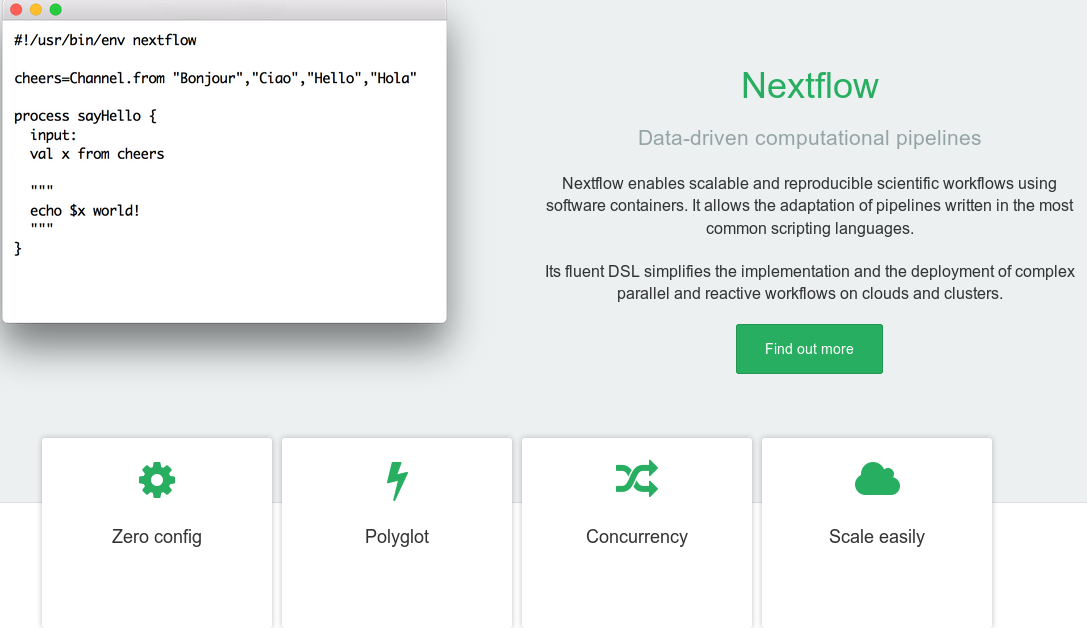 #!/usr/bin/env nextflow
cheers=Channel.from "Bonjour","Ciao","Hello","Hola"
process sayHello {
input:
val x from cheers
"""
echo $x world!
"""
}
Nextflow
Data-driven computational pipelines
Nextflow enables scalable and reproducible scientific workflows using
software containers. It allows the adaptation of pipelines written in the most
common scripting languages.
Its fluent DSL simplifies the implementation and the deployment of complex
parallel and reactive workflows on clouds and clusters.
Find out more
Zero config
Polyglot
Concurrency
Scale easily